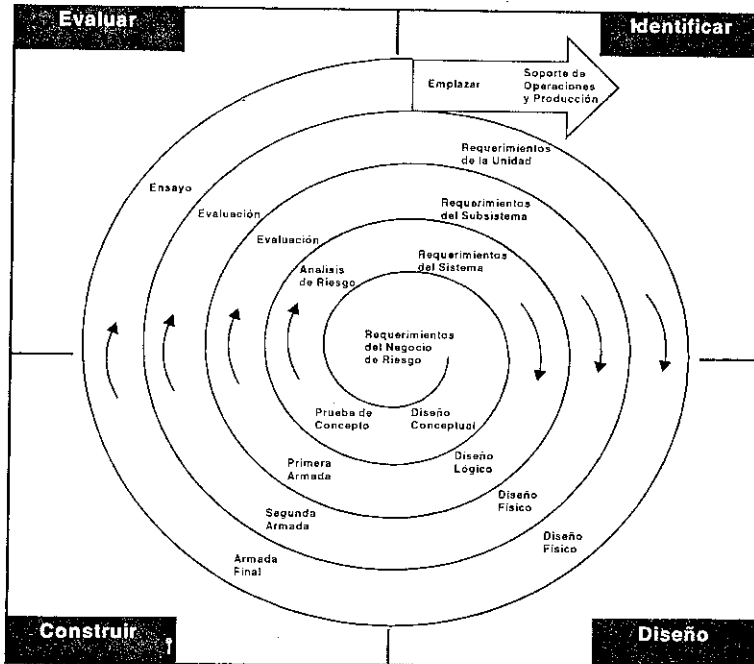 Evaluar
Identificar
Emplazar
Soporte de
Operaciones
y Producción
Requerimientos
de la Unidad
Ensayo
Requerimientos
del Subsistema
Evaluación
Evaluación
Requerimientos
del Sistema
Analisis
de Riesgo
Requerimientos
del Negocio
de Riesgo
Prueba de
Concepto
Diseño
Conceptual
Primera
Armada
Diseño
Lógico
Segunda
Armada
Diseño
Físico
Armada
Final
Diseño
Físico
Construir
Diseño